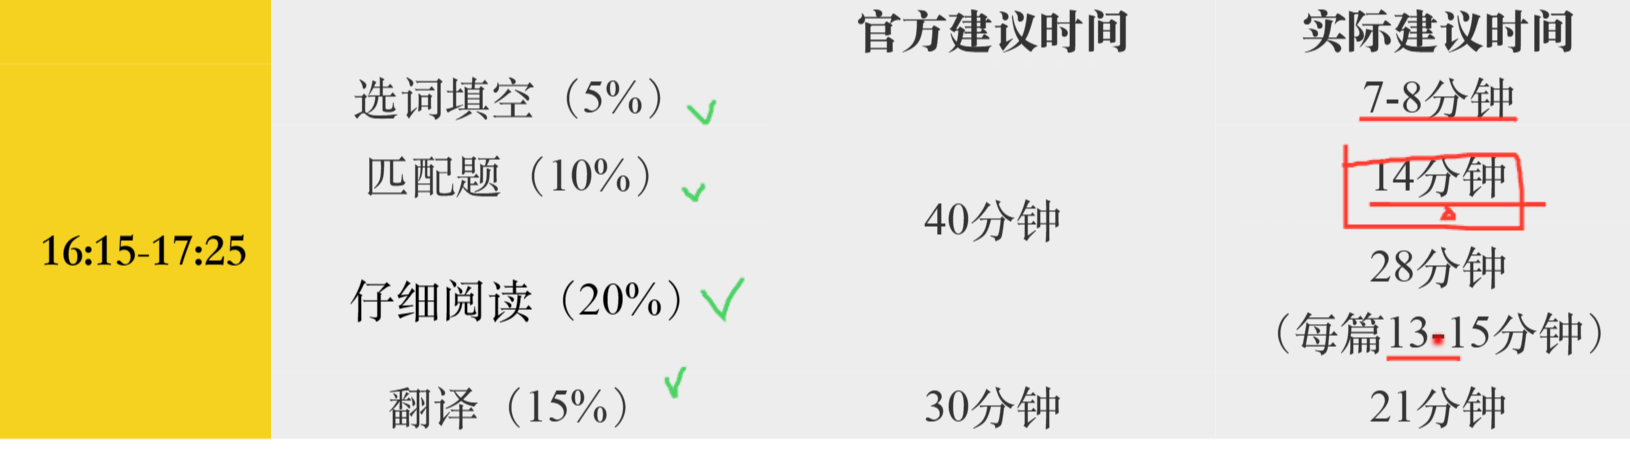 官方建议时间 实际建议时间
选词填空（5%） 7-8分钟
匹配题（10%） 14分钟
40分钟
16:15-17:25
28分钟
仔细阅读（20%）
（每篇13-15分钟）
翻译（15%） 30分钟 21分钟